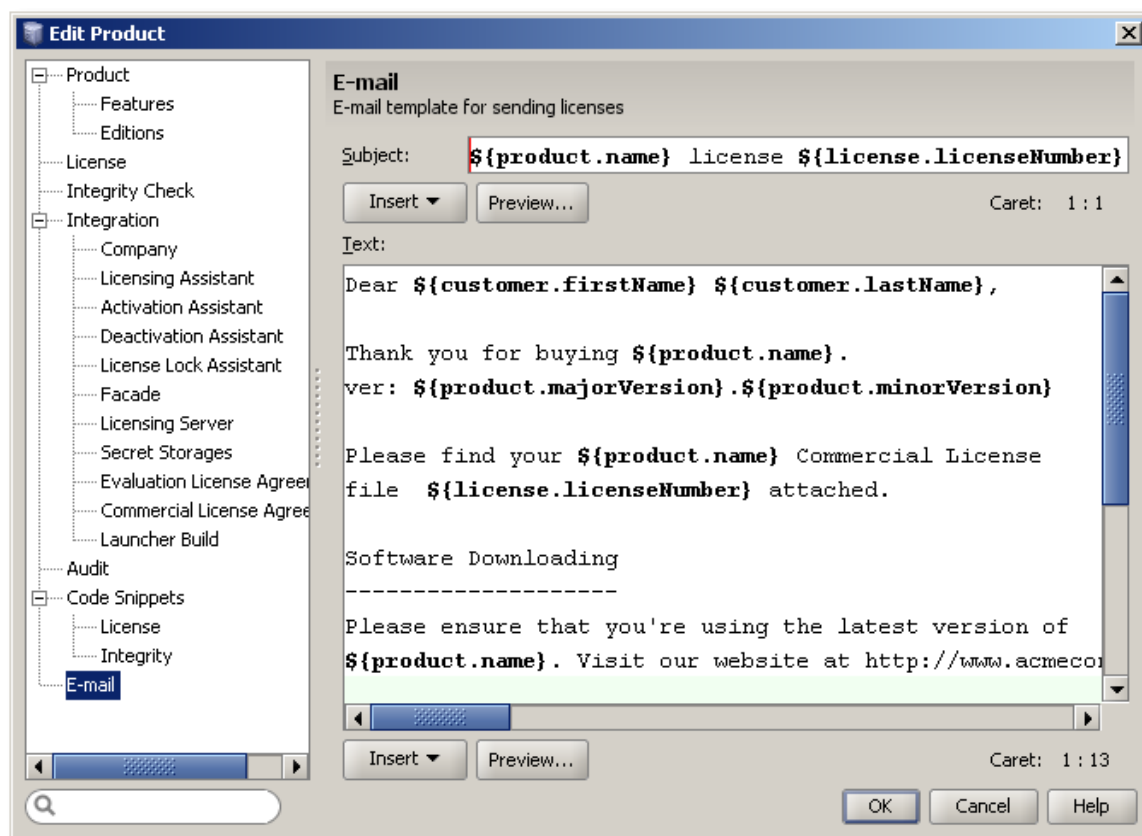 Edit Product
Product
Features
Editions
License
Integrity Check
Integration
Company
Licensing Assistant
Activation Assistant
Deactivation Assistant
License Lock Assistant
Facade
Licensing Server
Secret Storages
Evaluation License Agreer
Commercial License Agree
Launcher Build
Audit
Code Snippets
License
Integrity
E-mail
E-mail
E-mail template for sending licenses
Subject: ${product.name} license ${license.licenseNumber}
Insert Preview... Caret: 1 : 1
Text:
Dear ${customer.firstName} ${customer.lastName},
Thank you for buying ${product.name}.
ver: ${product.majorVersion}.${product.minorVersion}
Please find your ${product.name} Commercial License
file ${license.licenseNumber} attached.
Software Downloading
--------------------
Please ensure that you're using the latest version of
${product.name}. Visit our website at http://www.acmecor
Insert Preview... Caret: 1 : 13
OK Cancel Help